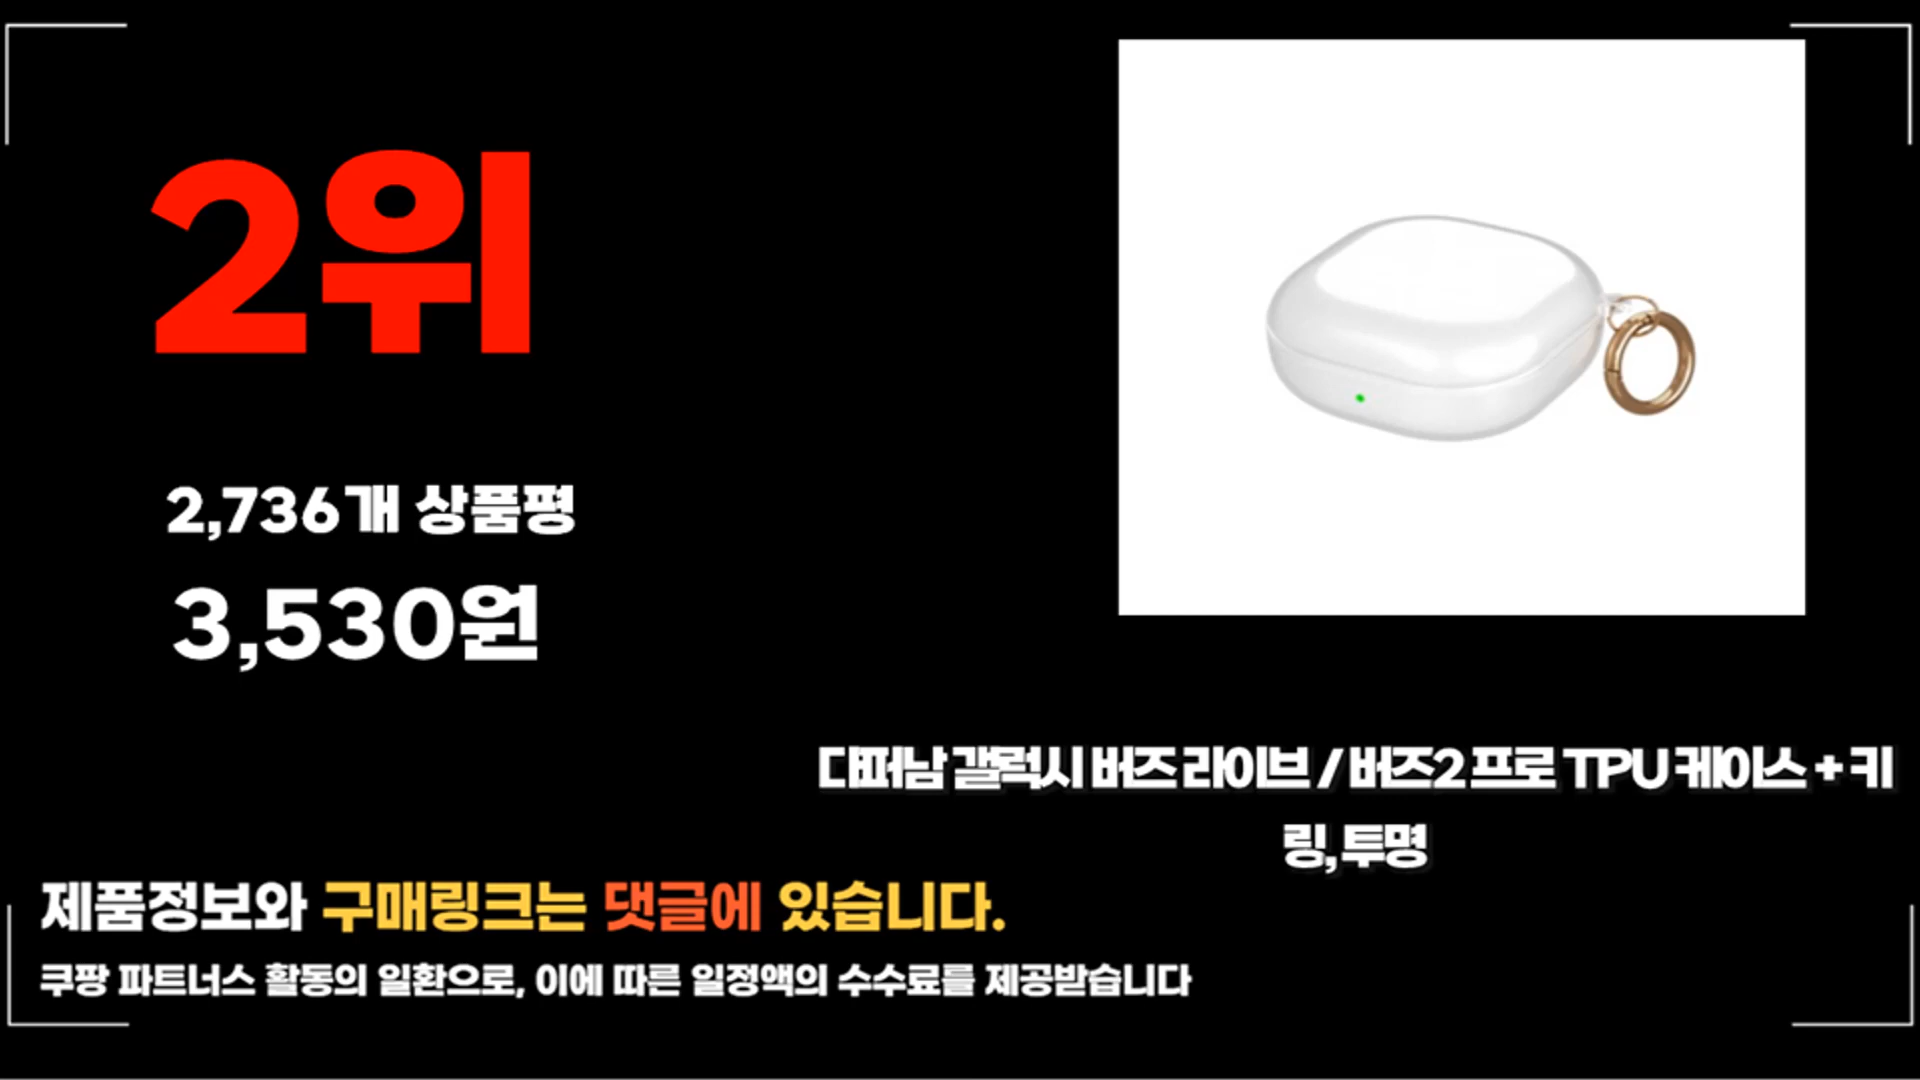 2위
2,736개 상품평
3,530원
댜퍼남 갤럭시 버즈 라이브 / 버즈2 프로 TPU 케이스 + 키
링, 투명
제품정보와 구매링크는 댓글에 있습니다.
쿠팡 파트너스 활동의 일환으로, 이에 따른 일정액의 수수료를 제공받습니다